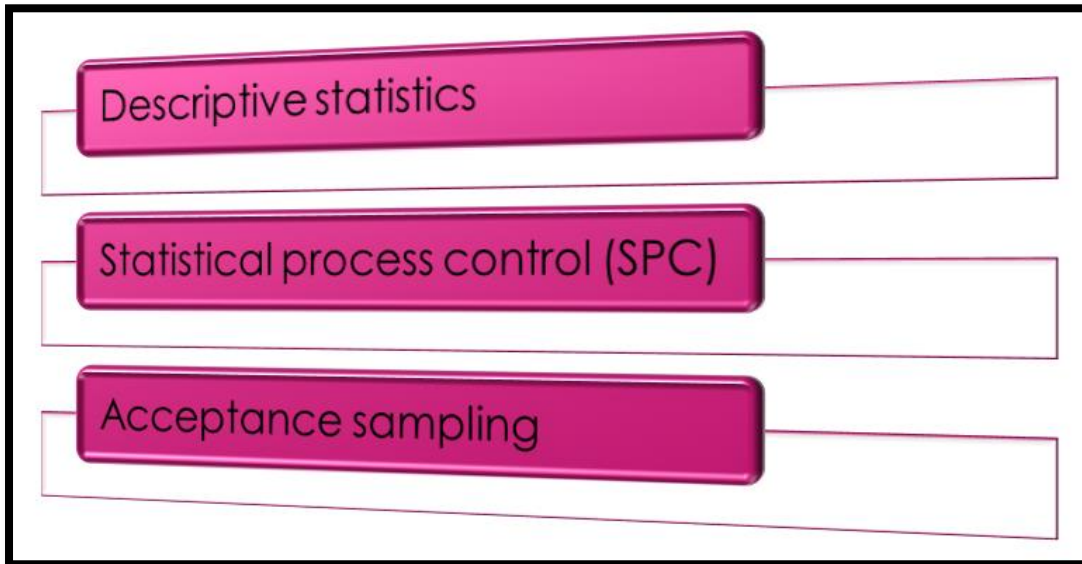 Descriptive statistics
Statistical process control (SPC)
Acceptance sampling